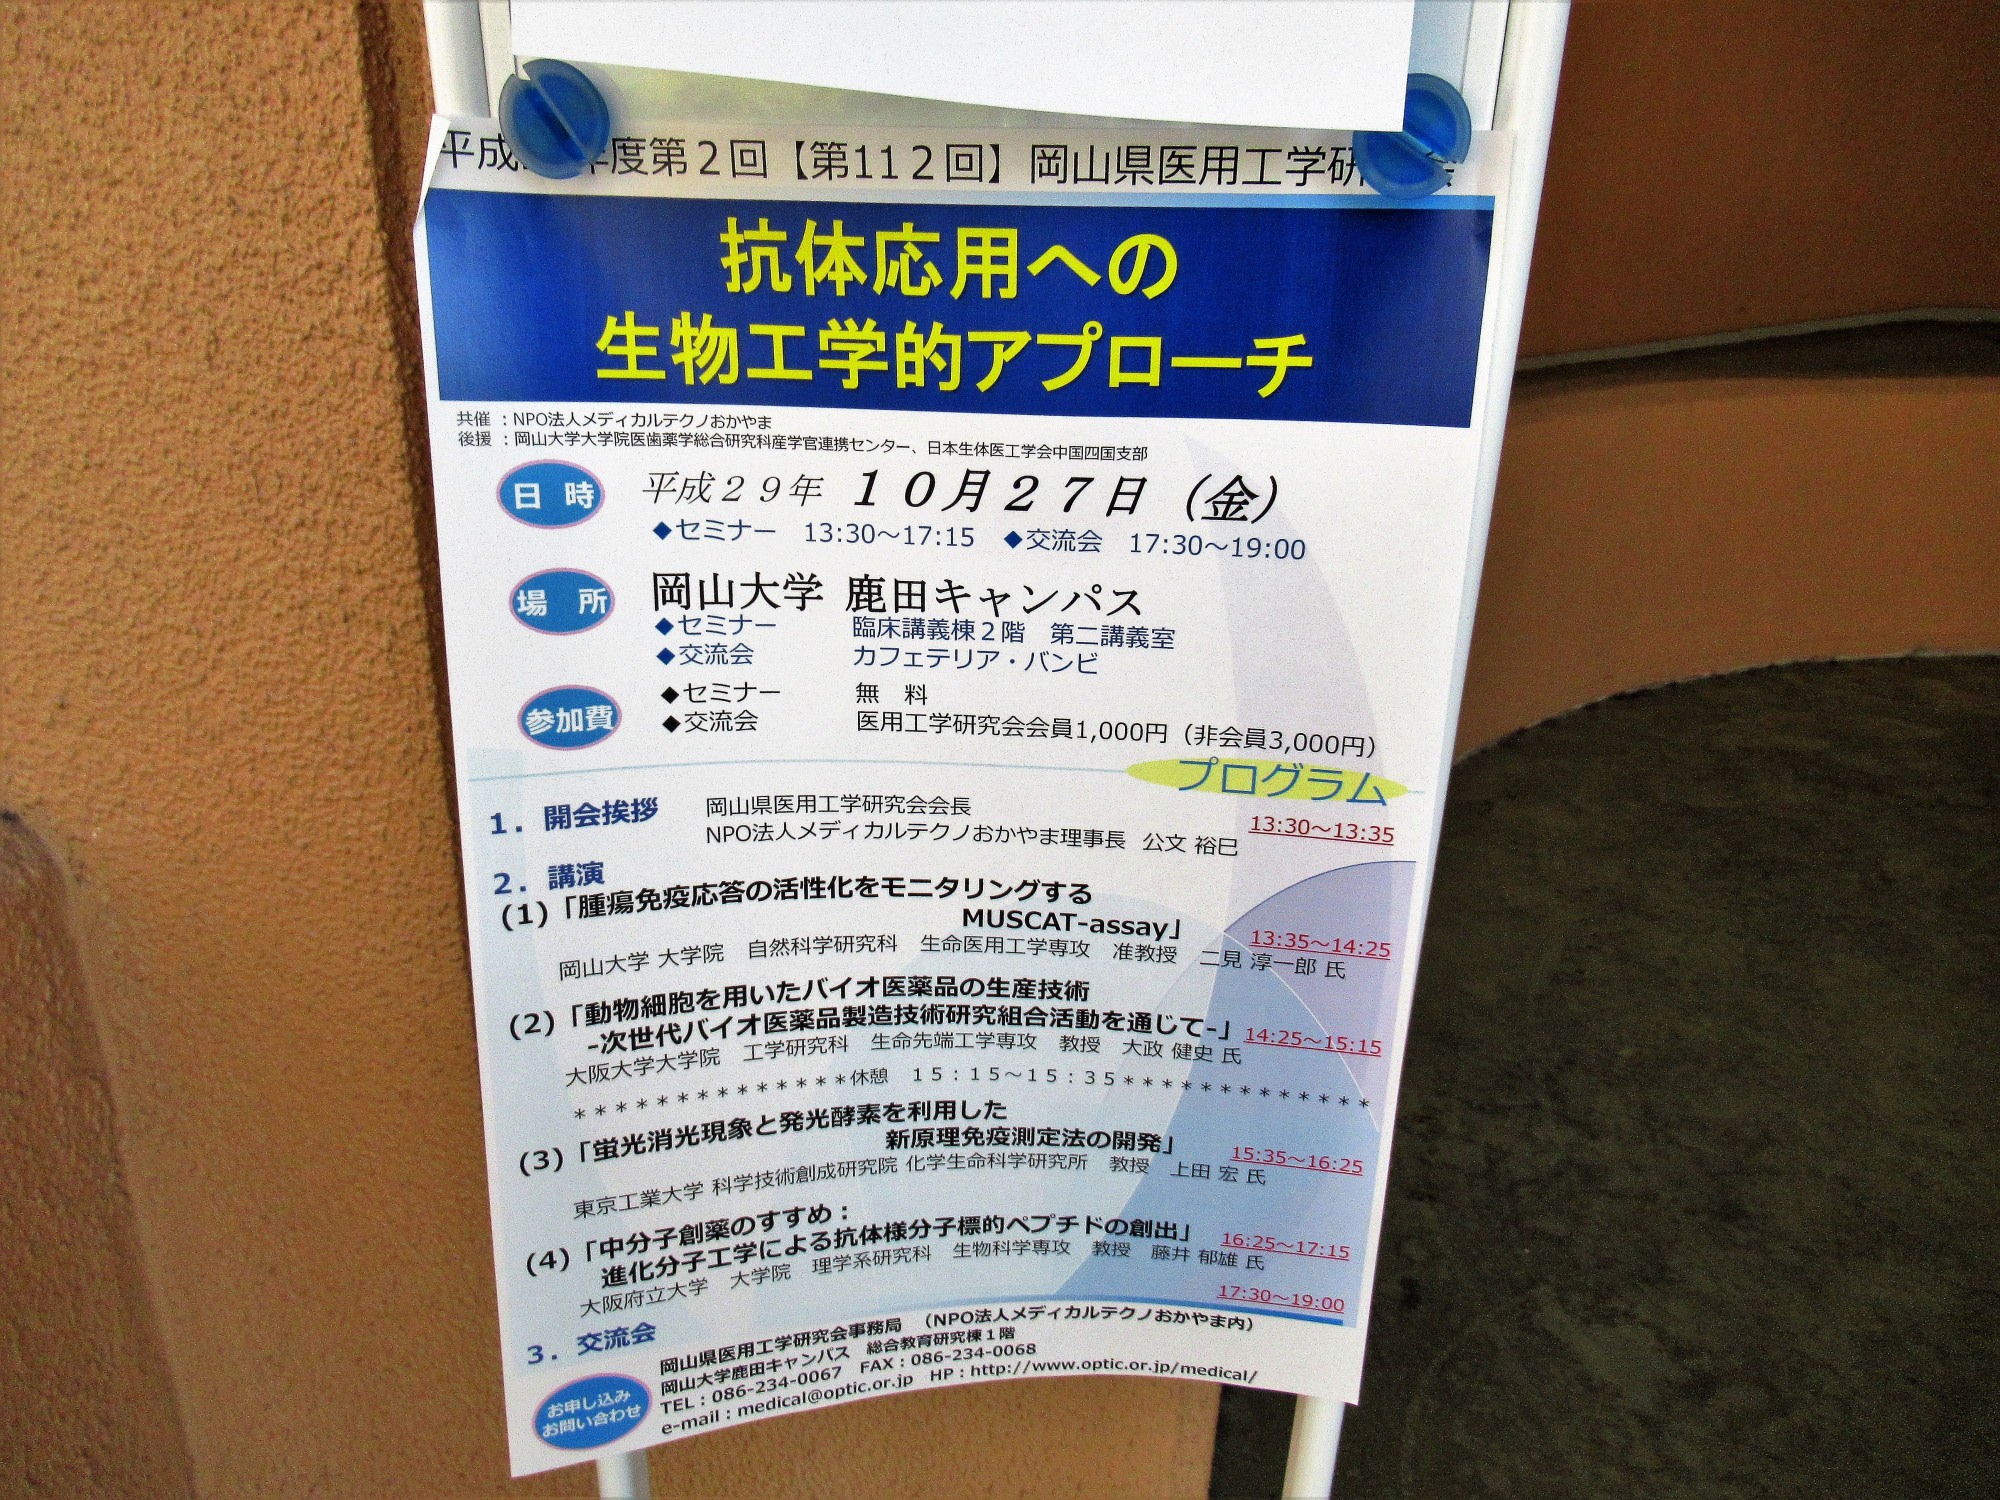 平成 年度第２回【第11２回】岡山県医用工学研 会
抗体応用への
生物工学的アプローチ
共催 ：NPO法人メディカルテクノおかやま
後援 ：岡山大学大学院医歯薬学総合研究科産学官連携センター、日本生体医工学会中国四国支部
日 時
平成２９年 １０月２７日（金）
◆セミナー 13:30～17:15 ◆交流会 17:30～19:00
場 所
岡山大学 鹿田キャンパス
◆セミナー 臨床講義棟２階 第二講義室
◆交流会 カフェテリア・バンビ
参加費
◆セミナー 無 料
◆交流会 医用工学研究会会員1,000円（非会員3,000円）
プログラム
１．開会挨拶 岡山県医用工学研究会会長
NPO法人メディカルテクノおかやま理事長 公文 裕巳 13:30～13:35
２．講演
(1)「腫瘍免疫応答の活性化をモニタリングする
MUSCAT-assay」 13:35～14:25
岡山大学 大学院 自然科学研究科 生命医用工学専攻 准教授 二見 淳一郎 氏
(2)「動物細胞を用いたバイオ医薬品の生産技術
-次世代バイオ医薬品製造技術研究組合活動を通じて-」 14:25～15:15
大阪大学大学院 工学研究科 生命先端工学専攻 教授 大政 健史 氏
＊＊＊＊＊＊＊＊＊＊＊＊＊休憩 １５：１５～１５：３５＊＊＊＊＊＊＊＊＊＊＊＊
(3)「蛍光消光現象と発光酵素を利用した
新原理免疫測定法の開発」 15:35～16:25
東京工業大学 科学技術創成研究院 化学生命科学研究所 教授 上田 宏 氏
(4)「中分子創薬のすすめ：
進化分子工学による抗体様分子標的ペプチドの創出」 16:25～17:15
大阪府立大学 大学院 理学系研究科 生物科学専攻 教授 藤井 郁雄 氏
３．交流会 17:30～19:00
お申し込み
お問い合わせ
岡山県医用工学研究会事務局 （NPO法人メディカルテクノおかやま内）
岡山大学鹿田キャンパス 総合教育研究棟１階
TEL：086-234-0067 FAX：086-234-0068
e-mail：medical@optic.or.jp HP：http://www.optic.or.jp/medical/